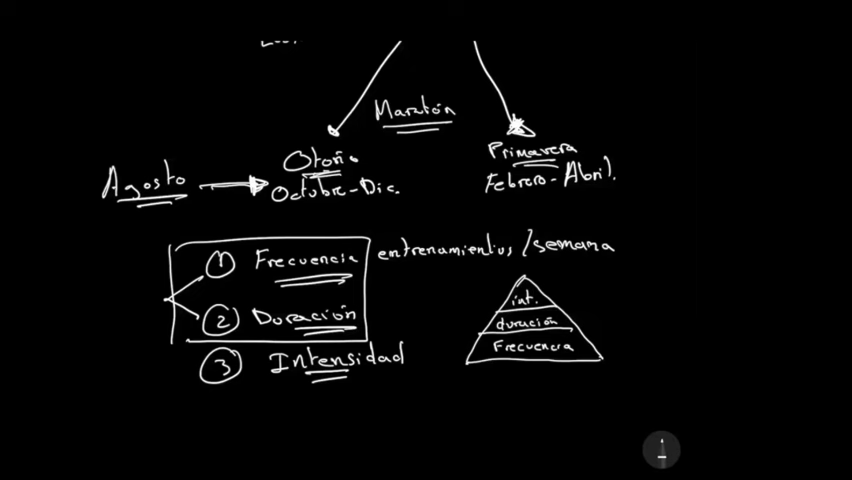 Maratón
Otoño
Octubre-Dic.
Primavera
Febrero-Abril.
Agosto
1 Frecuencia entrenamientos/semana
2 Duración
3 Intensidad
int.
duración
Frecuencia